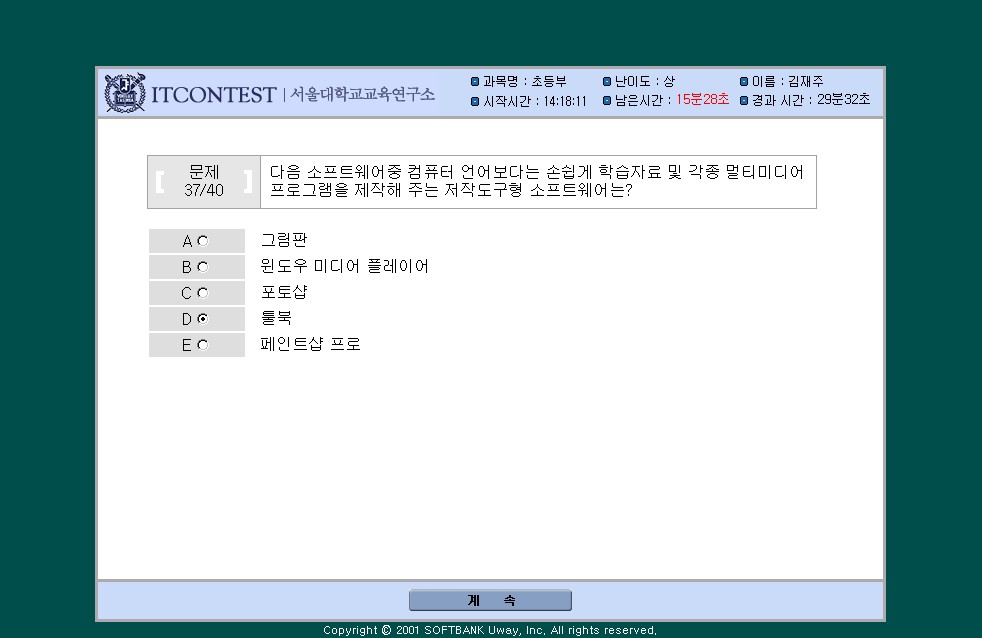 ITCONTEST | 서울대학교교육연구소
과목명 : 초등부 난이도 : 상 이름 : 김재주
시작시간 : 14:18:11 남은시간 : 15분28초 경과 시간 : 29분32초
문제 다음 소프트웨어중 컴퓨터 언어보다는 손쉽게 학습자료 및 각종 멀티미디어
37/40 프로그램을 제작해 주는 저작도구형 소프트웨어는?
A 그림판
B 윈도우 미디어 플레이어
C 포토샵
D 툴북
E 페인트샵 프로
계 속
Copyright © 2001 SOFTBANK Uway, Inc, All rights reserved,